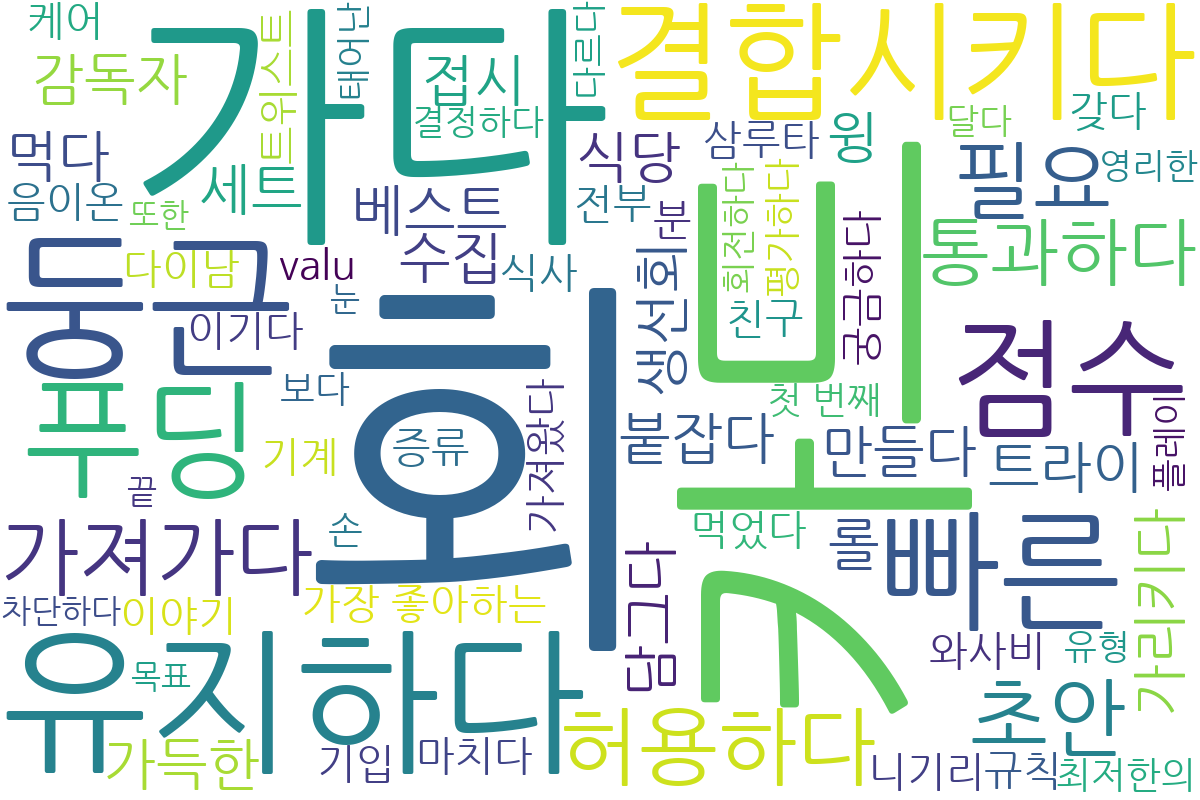 케어
감독자
트위스트
가다
태어난
접시
결정하다
다르다
결합시키다
먹다
세트
베스트
식당
삼루타
윙
달다
갖다
음이온
또한
수집
전부
분
필요
영리한
다이남
valu
식사
회전하다
평가하다
궁금하다
통과하다
둥근
이기다
눈
생선회
친구
카비
점수
푸딩
보다
회
첫 번째
기계
증류
가져왔다
붙잡다
만들다
트라이
플레이
끝
가져가다
손
먹었다
롤
빠른
차단하다
이야기
가장 좋아하는
담그다
가리키다
유지하다
목표
와사비
유형
초안
가득한
기입
마치다
허용하다
니기리
규칙
최저한의